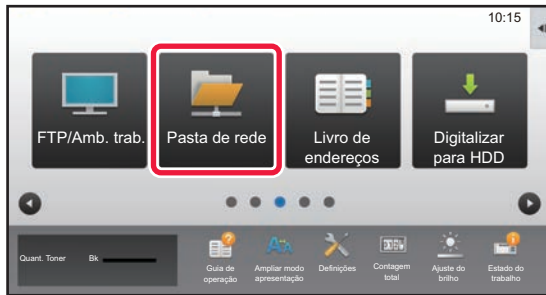 10:15
FTP/Amb. trab.
Pasta de rede
Livro de
endereços
Digitalizar
para HDD
Quant. Toner Bk
Guia de
operação
Ampliar modo
apresentação
Definições
Contagem
total
Ajuste do
brilho
Estado do
trabalho